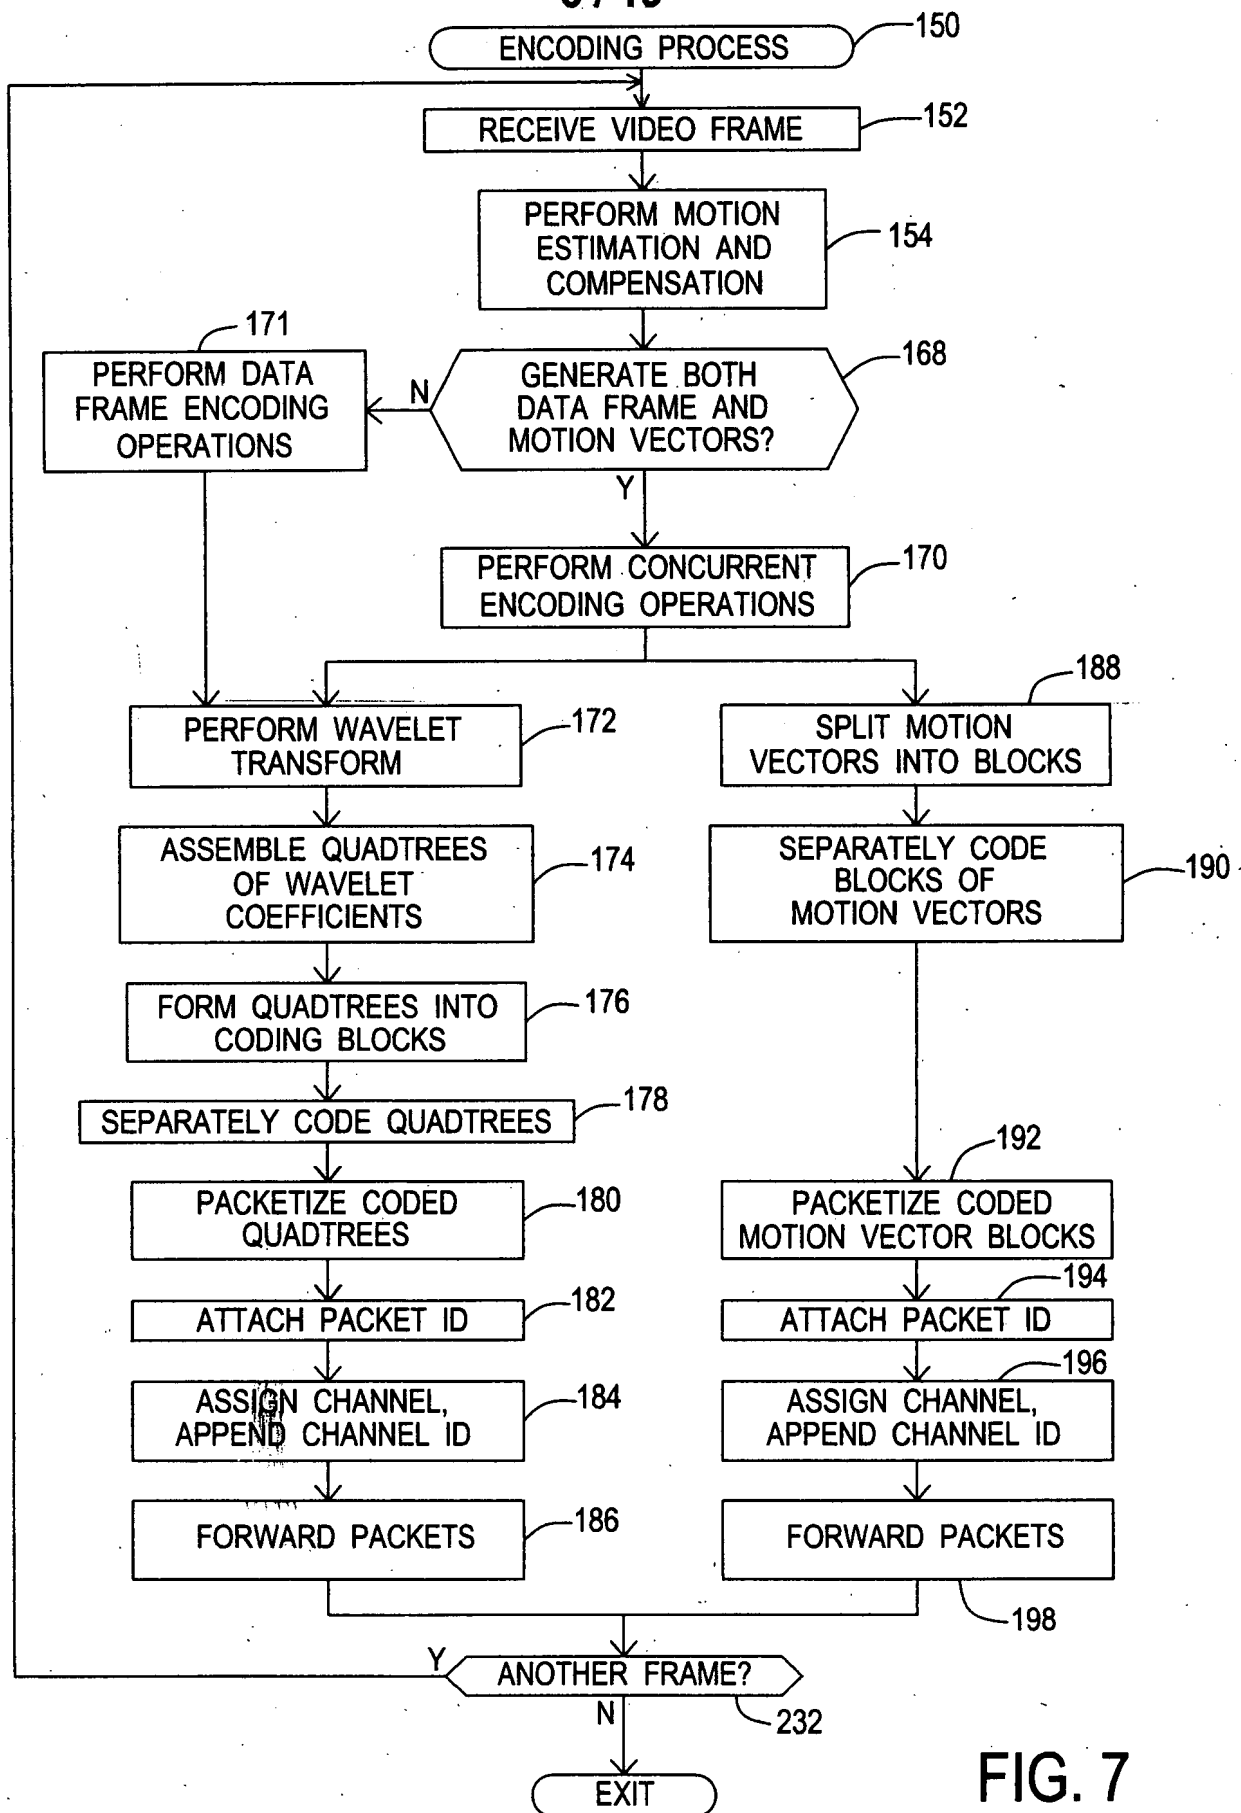 ENCODING PROCESS
150
RECEIVE VIDEO FRAME
152
PERFORM MOTION
ESTIMATION AND
COMPENSATION
154
171
PERFORM DATA
FRAME ENCODING
OPERATIONS
N
GENERATE BOTH
DATA FRAME AND
MOTION VECTORS?
168
Y
PERFORM CONCURRENT
ENCODING OPERATIONS
170
PERFORM WAVELET
TRANSFORM
172
ASSEMBLE QUADTREES
OF WAVELET
COEFFICIENTS
174
FORM QUADTREES INTO
CODING BLOCKS
176
SEPARATELY CODE QUADTREES
178
PACKETIZE CODED
QUADTREES
180
ATTACH PACKET ID
182
ASSIGN CHANNEL,
APPEND CHANNEL ID
184
FORWARD PACKETS
186
188
SPLIT MOTION
VECTORS INTO BLOCKS
SEPARATELY CODE
BLOCKS OF
MOTION VECTORS
190
192
PACKETIZE CODED
MOTION VECTOR BLOCKS
194
ATTACH PACKET ID
196
ASSIGN CHANNEL,
APPEND CHANNEL ID
FORWARD PACKETS
198
Y
ANOTHER FRAME?
232
N
EXIT
FIG. 7